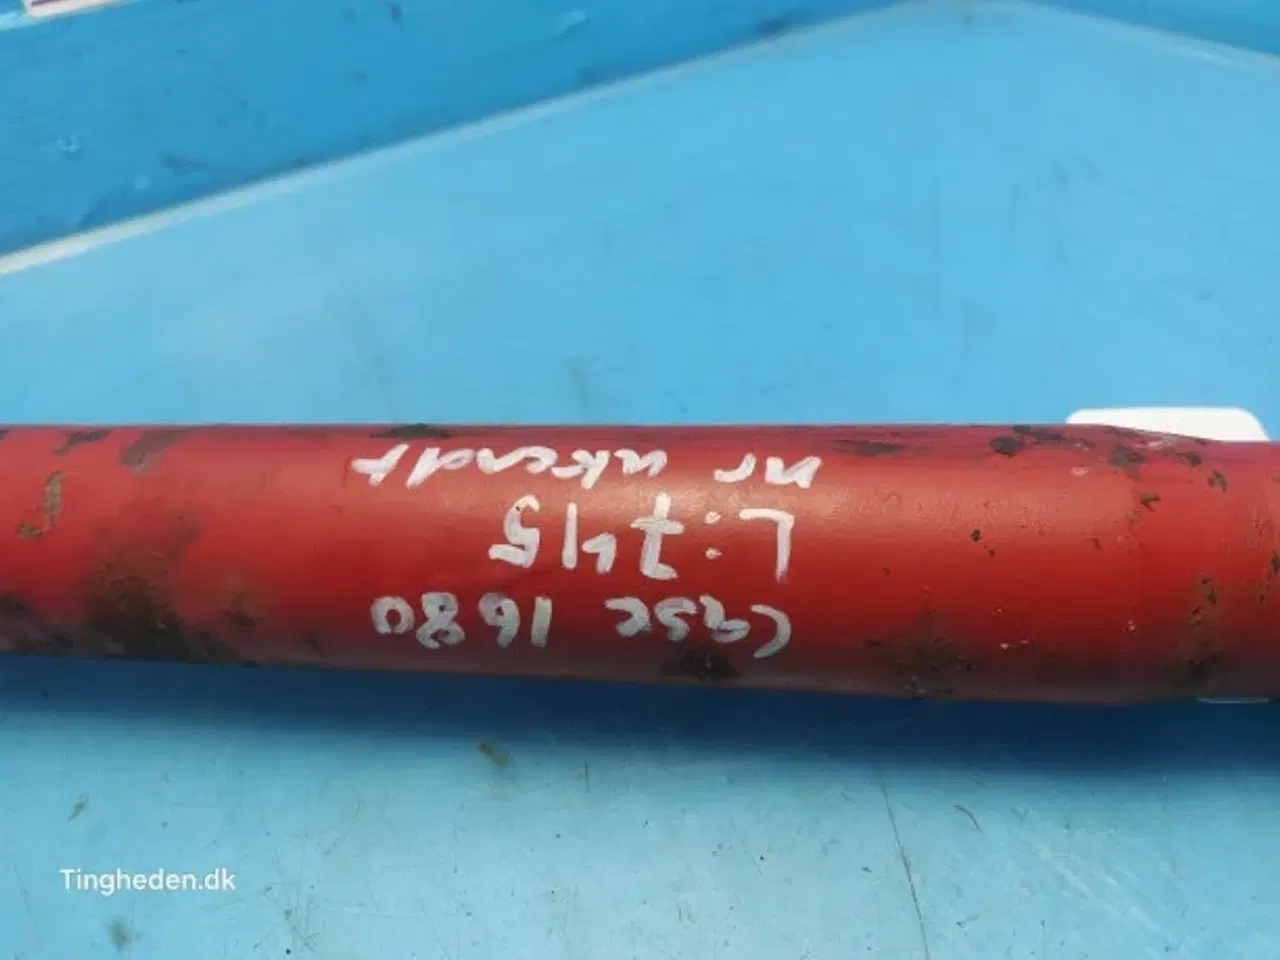 Case 1680
L:745
nr ukendt
Tingheden.dk